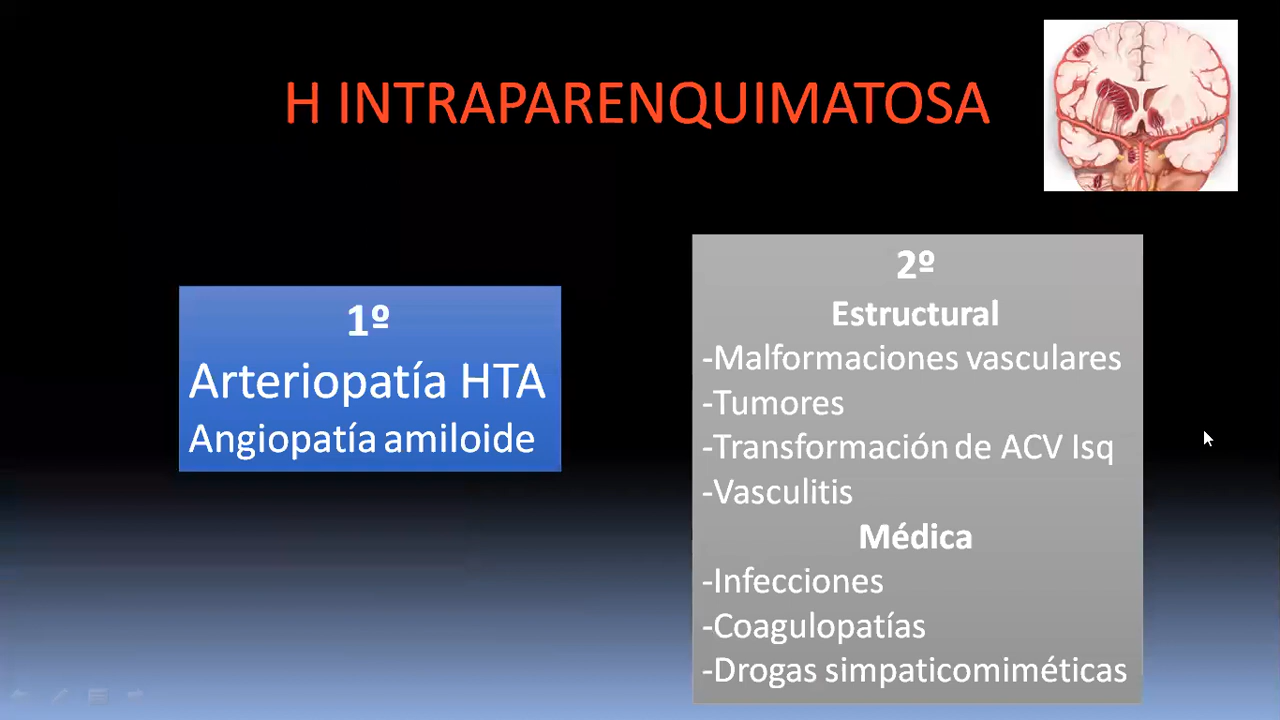 H INTRAPARENQUIMATOSA
1º
Arteriopatía HTA
Angiopatía amiloide
2º
Estructural
-Malformaciones vasculares
-Tumores
-Transformación de ACV Isq
-Vasculitis
Médica
-Infecciones
-Coagulopatías
-Drogas simpaticomiméticas